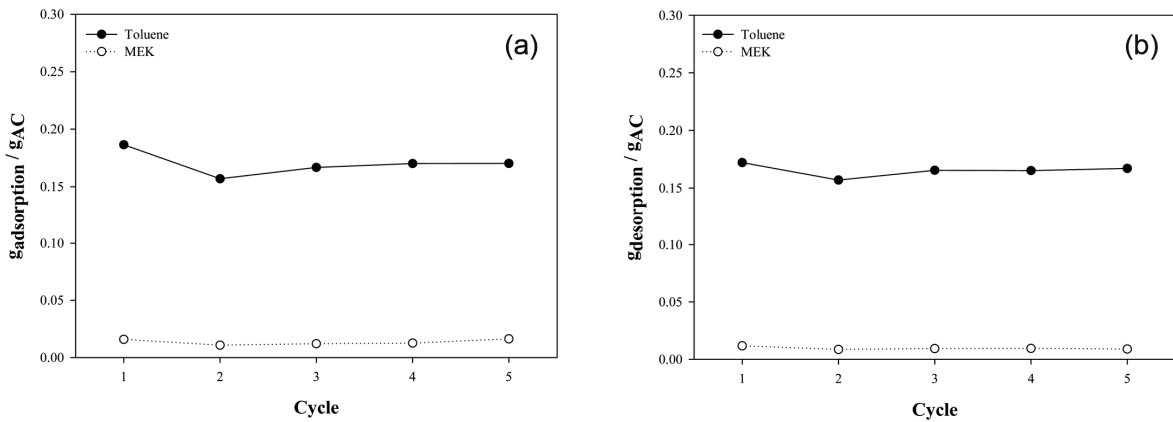 0.30
0.25
0.20
0.15
0.10
0.05
0.00
gadsorption / gAC
Toluene
MEK
(a)
1 2 3 4 5
Cycle
0.30
0.25
0.20
0.15
0.10
0.05
0.00
gdesorption / gAC
Toluene
MEK
(b)
1 2 3 4 5
Cycle